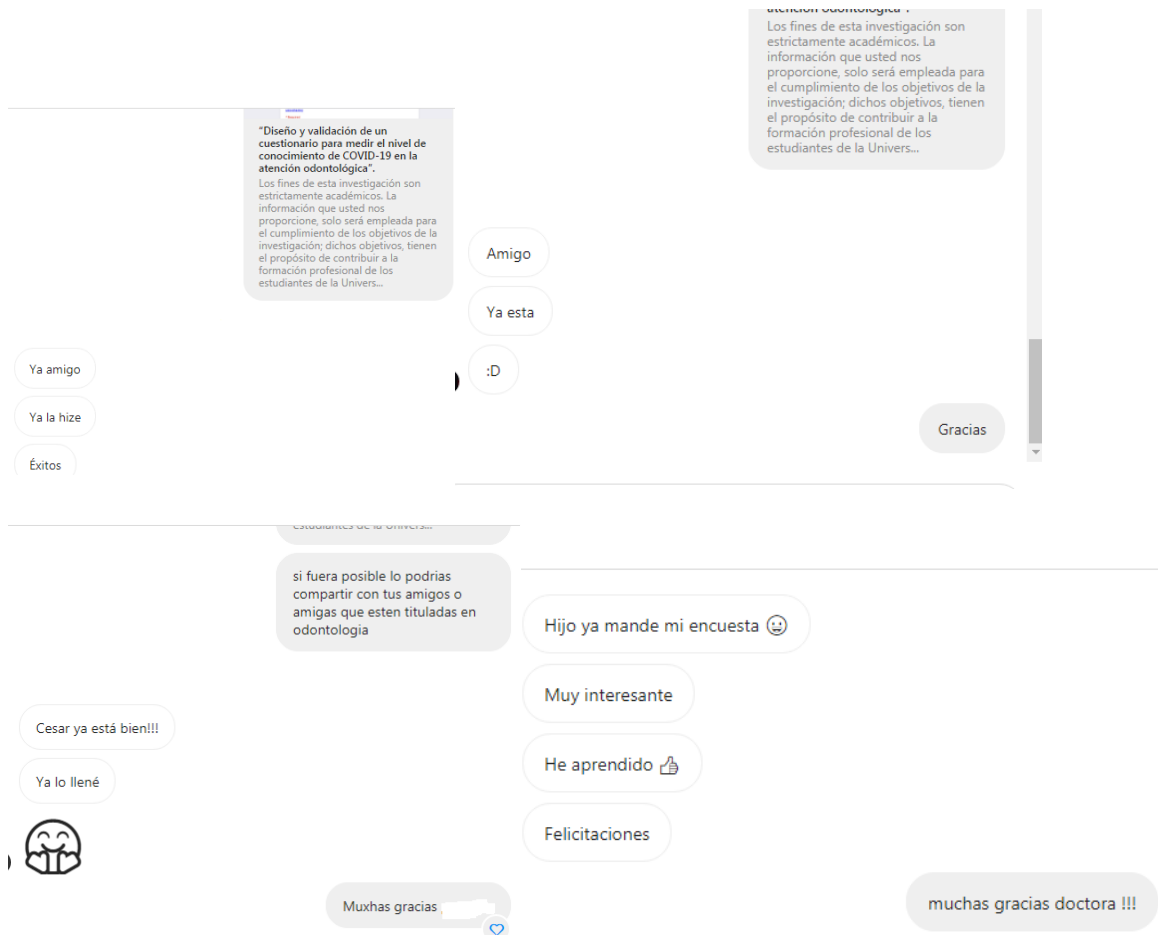 "Diseño y validación de un
cuestionario para medir el nivel de
conocimiento de COVID-19 en la
atención odontológica".
Los fines de esta investigación son
estrictamente académicos. La
información que usted nos
proporcione, solo será empleada para
el cumplimiento de los objetivos de la
investigación; dichos objetivos, tienen
el propósito de contribuir a la
formación profesional de los
estudiantes de la Univers...
Ya amigo
Ya la hize
Éxitos
atención odontológica".
Los fines de esta investigación son
estrictamente académicos. La
información que usted nos
proporcione, solo será empleada para
el cumplimiento de los objetivos de la
investigación; dichos objetivos, tienen
el propósito de contribuir a la
formación profesional de los
estudiantes de la Univers...
Amigo
Ya esta
:D
Gracias
estudiantes de la Univers...
si fuera posible lo podrias
compartir con tus amigos o
amigas que esten tituladas en
odontologia
Cesar ya está bien!!!
Ya lo llené
Muxhas gracias
Hijo ya mande mi encuesta 😀
Muy interesante
He aprendido 👍
Felicitaciones
muchas gracias doctora !!!